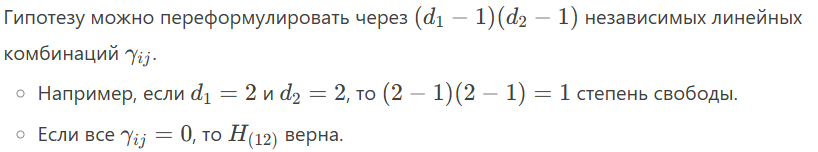 Гипотезу можно переформулировать через $(d_1 - 1)(d_2 - 1)$ независимых линейных
комбинаций $\gamma_{ij}$.
◦ Например, если $d_1 = 2$ и $d_2 = 2$, то $(2 - 1)(2 - 1) = 1$ степень свободы.
◦ Если все $\gamma_{ij} = 0$, то $H_{(12)}$ верна.